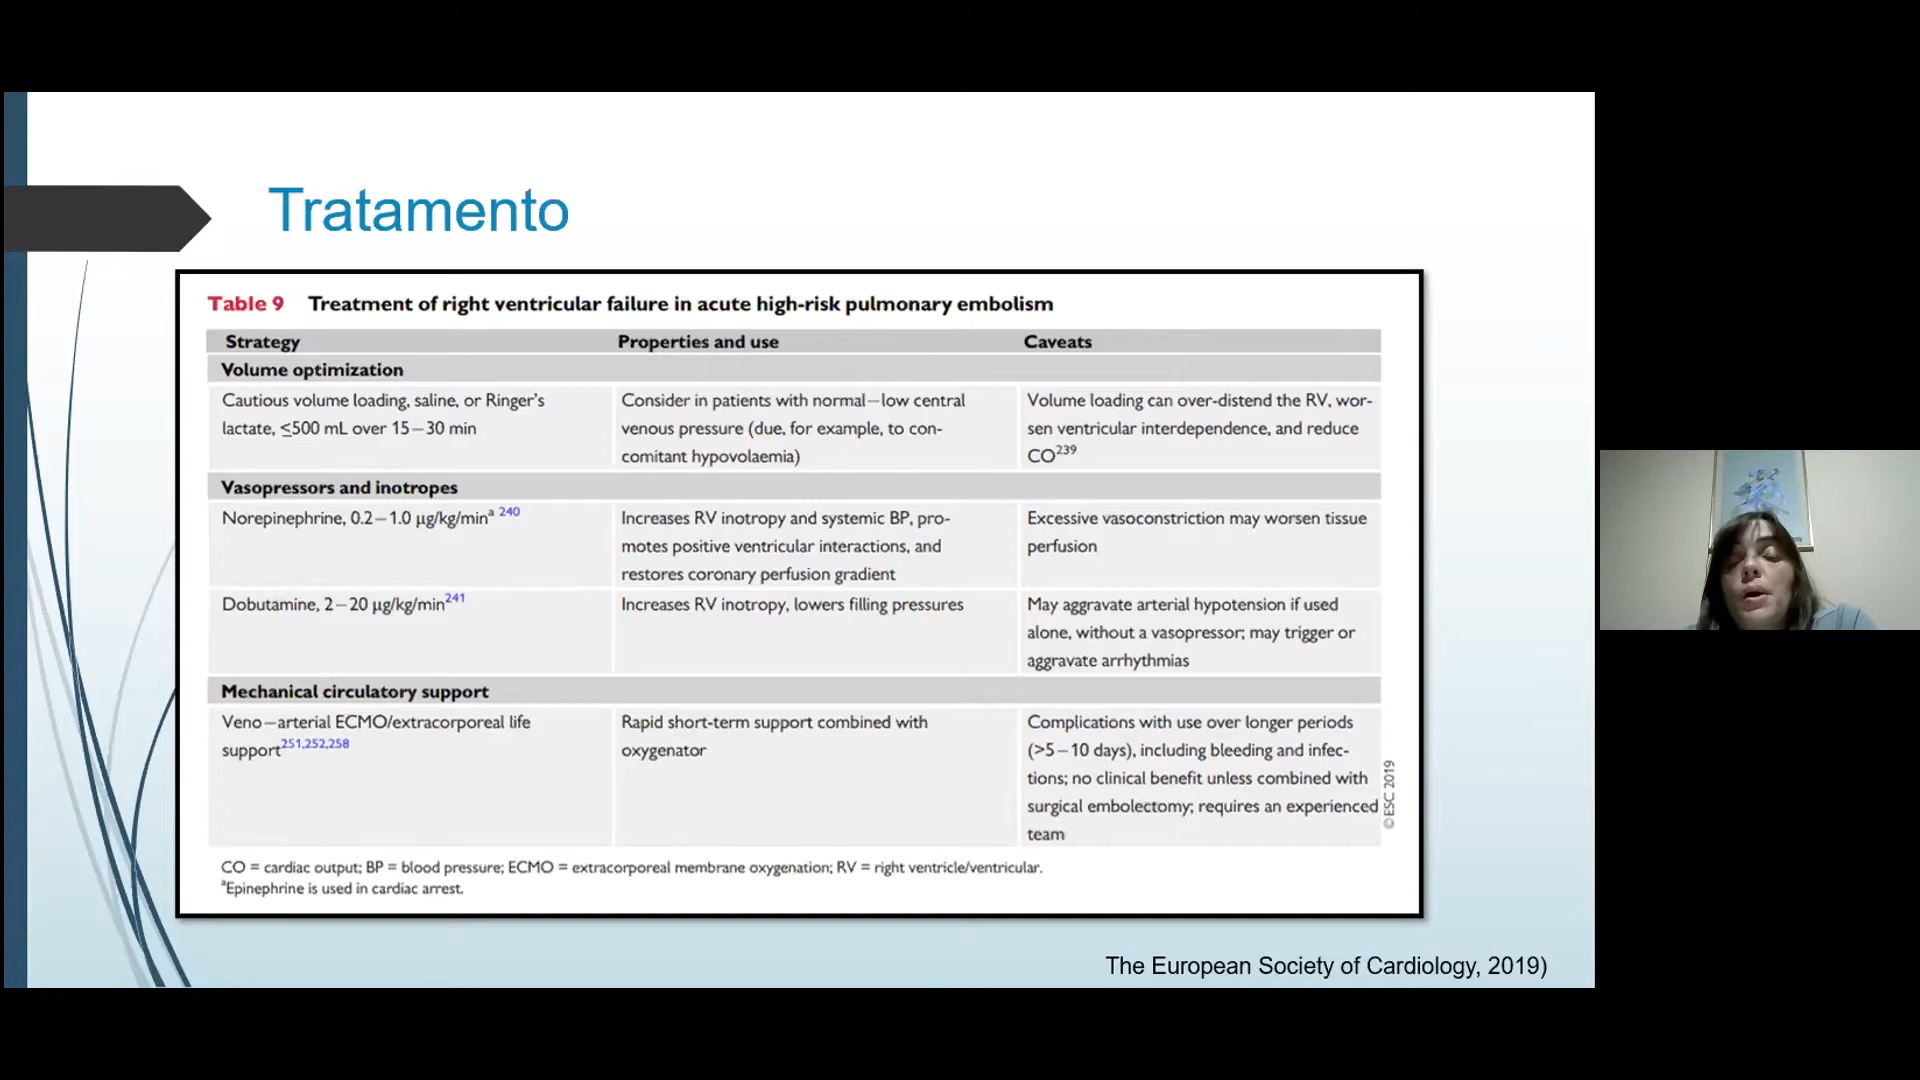 Tratamento
Table 9 Treatment of right ventricular failure in acute high-risk pulmonary embolism
Strategy Properties and use Caveats
Volume optimization
Cautious volume loading, saline, or Ringer's
lactate, ≤500 mL over 15–30 min
Consider in patients with normal–low central
venous pressure (due, for example, to con-
comitant hypovolaemia)
Volume loading can over-distend the RV, wor-
sen ventricular interdependence, and reduce
CO239
Vasopressors and inotropes
Norepinephrine, 0.2–1.0 μg/kg/mina 240
Increases RV inotropy and systemic BP, pro-
motes positive ventricular interactions, and
restores coronary perfusion gradient
Excessive vasoconstriction may worsen tissue
perfusion
Dobutamine, 2–20 μg/kg/min241
Increases RV inotropy, lowers filling pressures
May aggravate arterial hypotension if used
alone, without a vasopressor; may trigger or
aggravate arrhythmias
Mechanical circulatory support
Veno–arterial ECMO/extracorporeal life
support251,252,258
Rapid short-term support combined with
oxygenator
Complications with use over longer periods
(>5–10 days), including bleeding and infec-
tions; no clinical benefit unless combined with
surgical embolectomy; requires an experienced
team
©ESC 2019
CO = cardiac output; BP = blood pressure; ECMO = extracorporeal membrane oxygenation; RV = right ventricle/ventricular.
aEpinephrine is used in cardiac arrest.
The European Society of Cardiology, 2019)